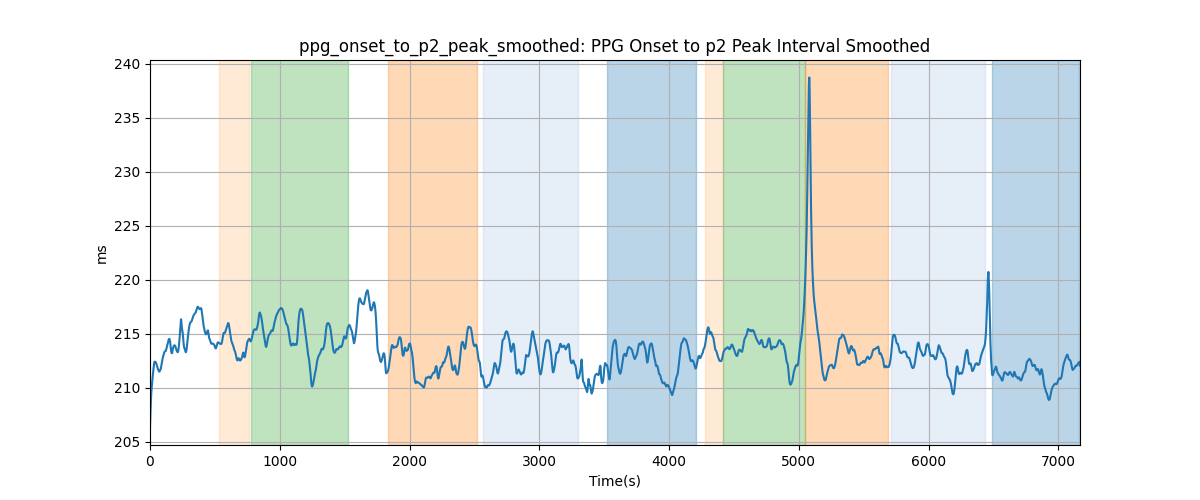 ppg_onset_to_p2_peak_smoothed: PPG Onset to p2 Peak Interval Smoothed
240
235
230
225
220
215
210
205
ms
0 1000 2000 3000 4000 5000 6000 7000
Time(s)